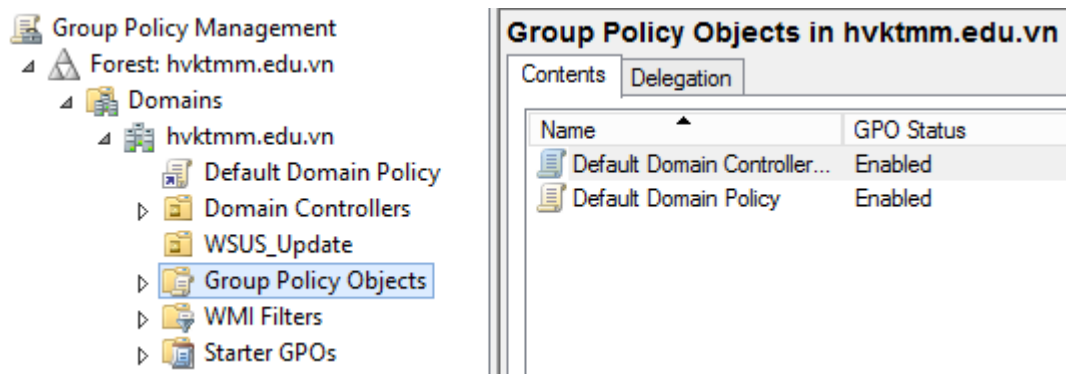 Group Policy Management
Forest: hvktmm.edu.vn
Domains
hvktmm.edu.vn
Default Domain Policy
Domain Controllers
WSUS_Update
Group Policy Objects
WMI Filters
Starter GPOs
Group Policy Objects in hvktmm.edu.vn
Contents Delegation
Name GPO Status
Default Domain Controller... Enabled
Default Domain Policy Enabled